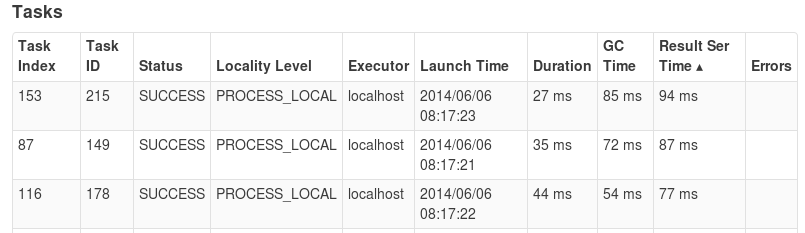 Tasks
Task Index Task ID Status Locality Level Executor Launch Time Duration GC Time Result Ser Time ▴ Errors
153 215 SUCCESS PROCESS_LOCAL localhost 2014/06/06 08:17:23 27 ms 85 ms 94 ms
87 149 SUCCESS PROCESS_LOCAL localhost 2014/06/06 08:17:21 35 ms 72 ms 87 ms
116 178 SUCCESS PROCESS_LOCAL localhost 2014/06/06 08:17:22 44 ms 54 ms 77 ms